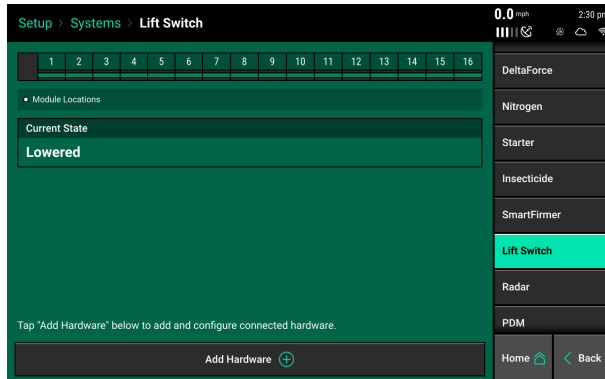 Setup > Systems > Lift Switch
0.0 mph 2:30 pm
1 2 3 4 5 6 7 8 9 10 11 12 13 14 15 16
• Module Locations
Current State
Lowered
Tap "Add Hardware" below to add and configure connected hardware.
Add Hardware
DeltaForce
Nitrogen
Starter
Insecticide
SmartFirmer
Lift Switch
Radar
PDM
Home
Back